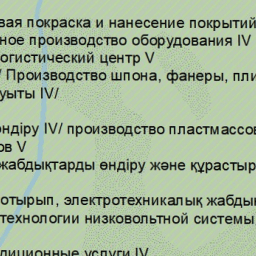 вая покраска и нанесение покрытий
ное производство оборудования IV
огистический центр V
/ Производство шпона, фанеры, пли
уыты IV/
ндіру IV/ производство пластмассов
ов V
жабдықтарды өндіру және құрастыр
отырып, электротехникалық жабды
технологии низковольтной системы,
диционные услуги IV